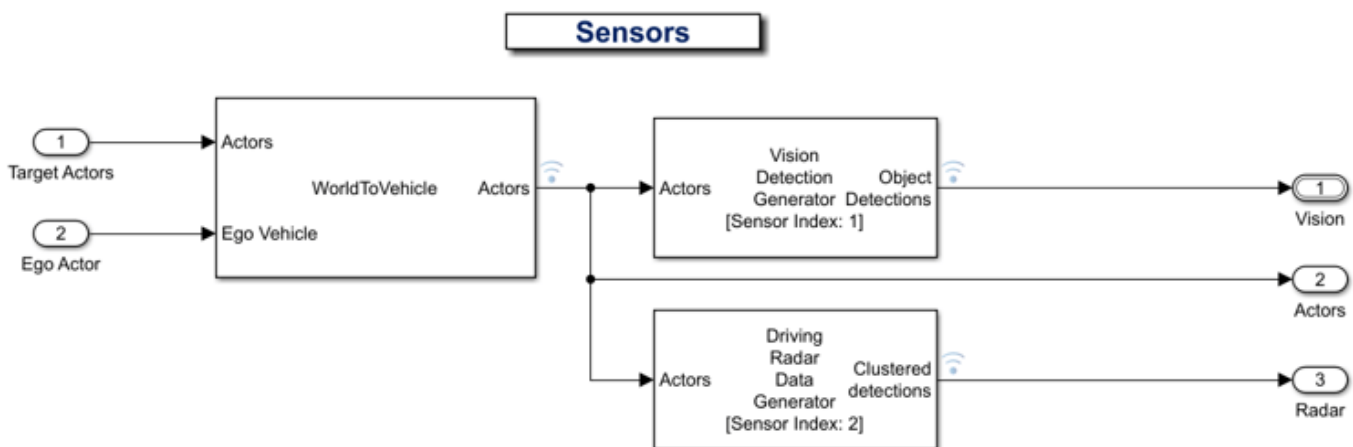 Sensors
1
Target Actors
2
Ego Actor
Actors
Ego Vehicle
WorldToVehicle
Actors
Actors
Vision
Detection
Generator
[Sensor Index: 1]
Object
Detections
1
Vision
2
Actors
Actors
Driving
Radar
Data
Generator
[Sensor Index: 2]
Clustered
detections
3
Radar